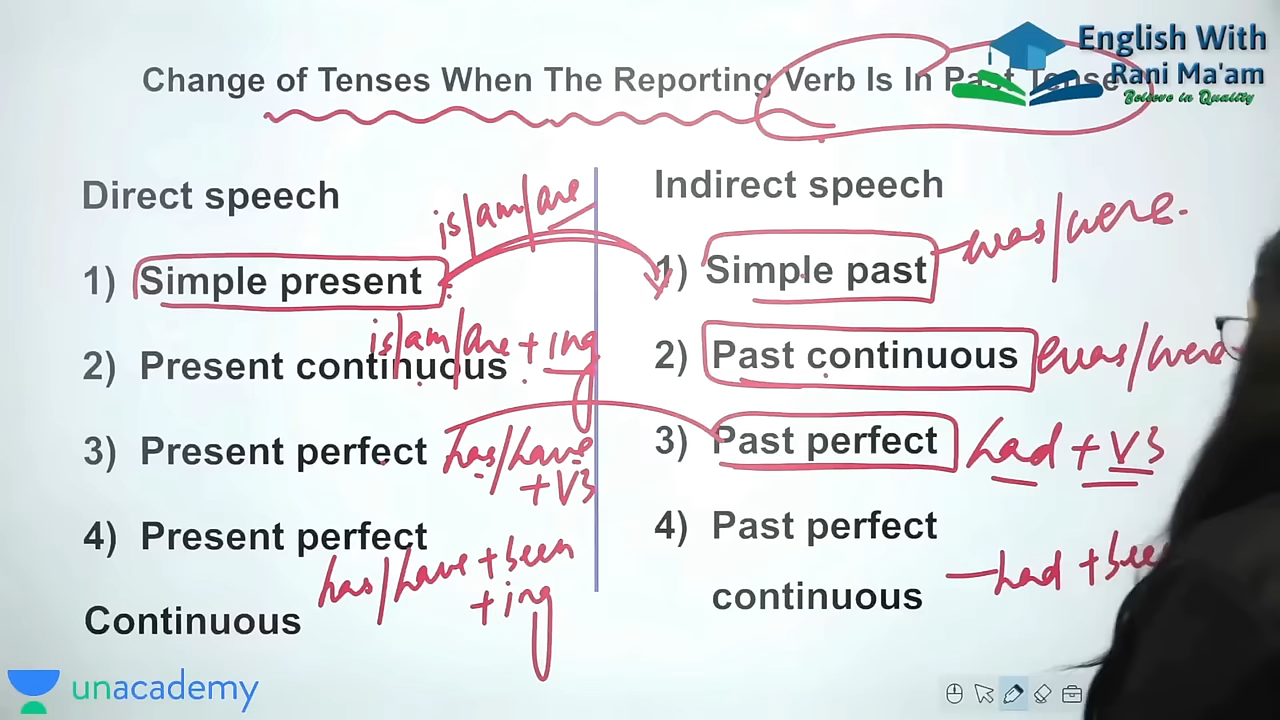 English With
Rani Ma'am
Believe in Quality
Change of Tenses When The Reporting Verb Is In Past Tense
Direct speech
is/am/are
1) Simple present
is/am/are + ing
2) Present continuous
3) Present perfect has/have
+ V3
4) Present perfect
has/have + been
+ ing
Continuous
Indirect speech
1) Simple past was/were.
2) Past continuous was/were
3) Past perfect had + V3
4) Past perfect
had +
continuous
unacademy